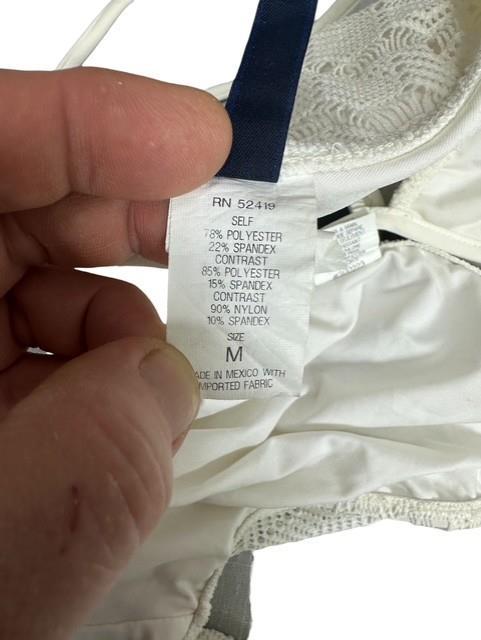 RN 52419
SELF
78% POLYESTER
22% SPANDEX
CONTRAST
85% POLYESTER
15% SPANDEX
CONTRAST
90% NYLON
10% SPANDEX
SIZE
M
ADE IN MEXICO WITH
MPORTED FABRIC